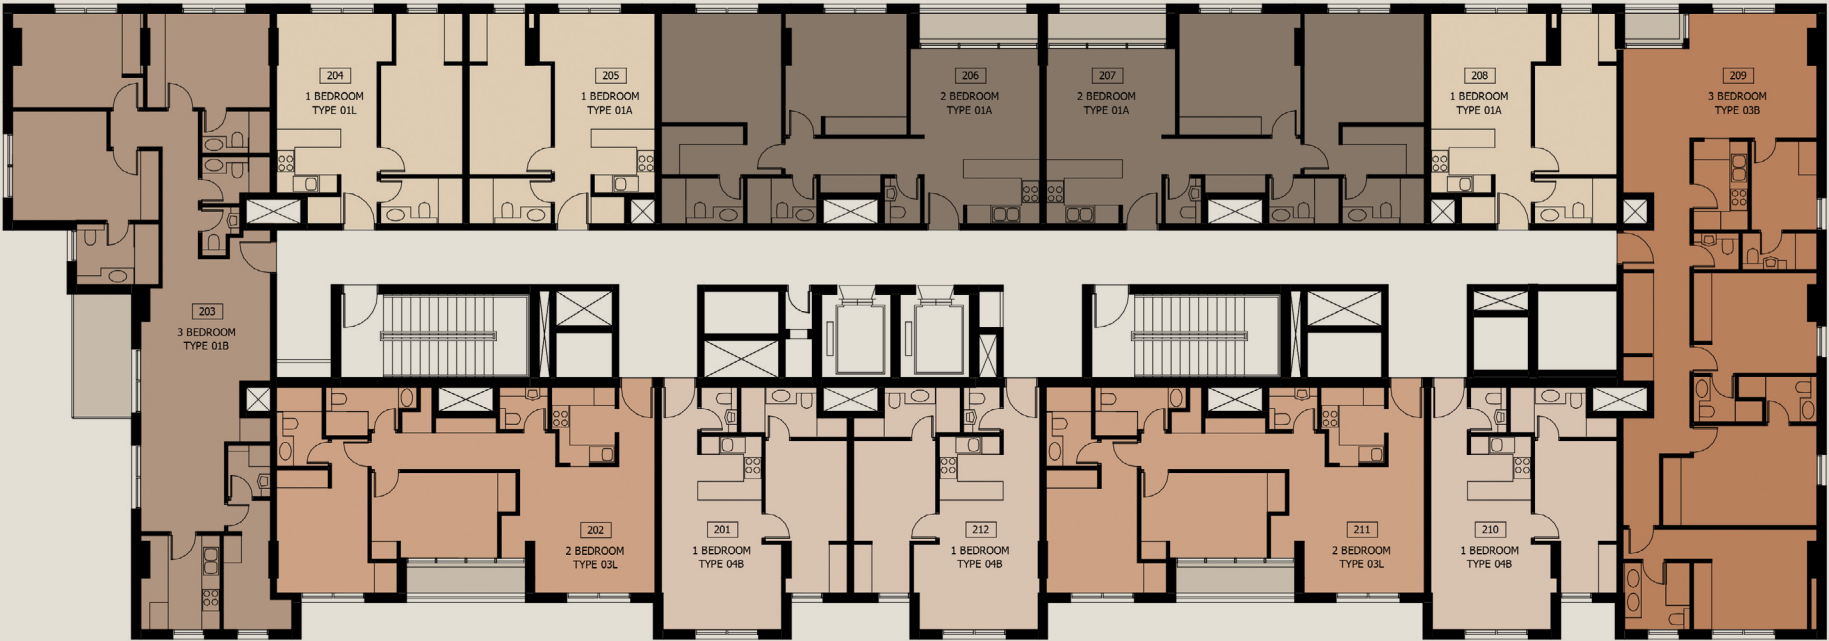 204
1 BEDROOM
TYPE 01L
205
1 BEDROOM
TYPE 01A
206
2 BEDROOM
TYPE 01A
207
2 BEDROOM
TYPE 01A
208
1 BEDROOM
TYPE 01A
209
3 BEDROOM
TYPE 03B
203
3 BEDROOM
TYPE 01B
202
2 BEDROOM
TYPE 03L
201
1 BEDROOM
TYPE 04B
212
1 BEDROOM
TYPE 04B
211
2 BEDROOM
TYPE 03L
210
1 BEDROOM
TYPE 04B